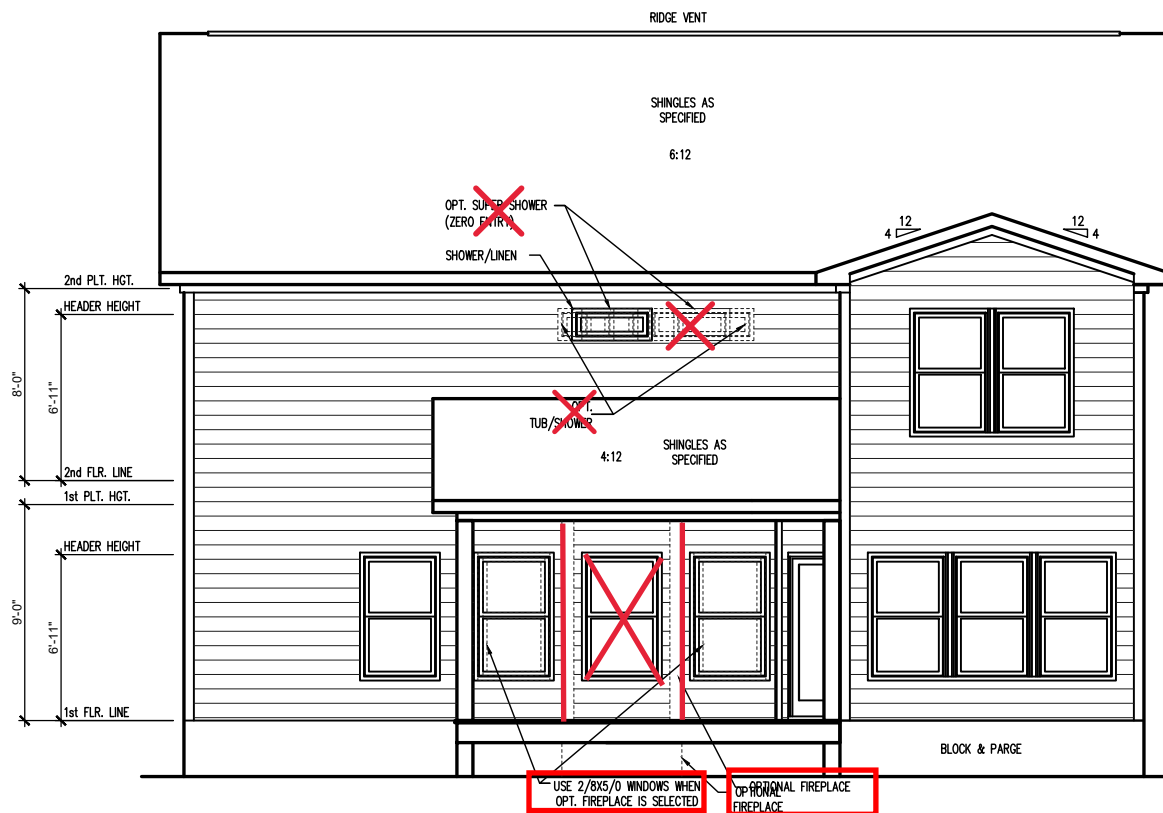 RIDGE VENT
SHINGLES AS
SPECIFIED
6:12
OPT. SUPER SHOWER
(ZERO ENTRY)
SHOWER/LINEN
12
4
12
4
2nd PLT. HGT.
HEADER HEIGHT
8'-0"
6'-11"
OPT.
TUB/SHOWER
4:12
SHINGLES AS
SPECIFIED
2nd FLR. LINE
1st PLT. HGT.
HEADER HEIGHT
9'-0"
6'-11"
1st FLR. LINE
BLOCK & PARGE
USE 2/8X5/0 WINDOWS WHEN
OPT. FIREPLACE IS SELECTED
OPTIONAL FIREPLACE
OPTIONAL
FIREPLACE